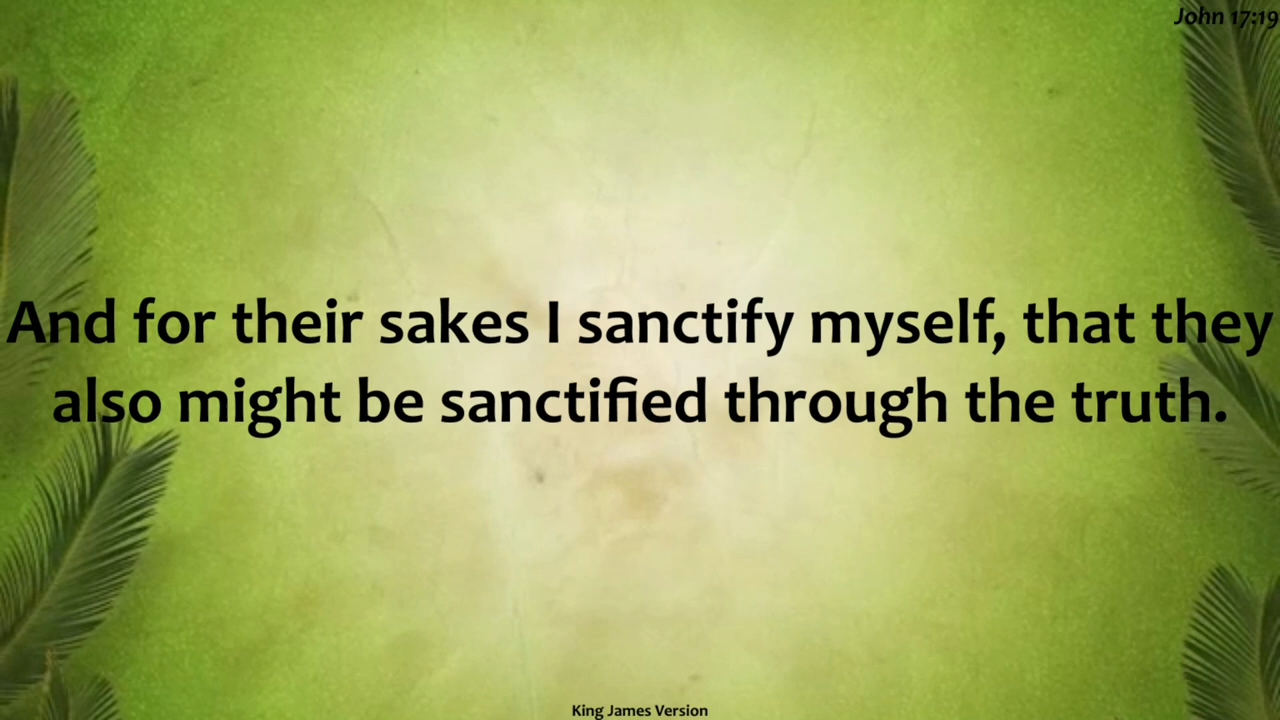 John 17:19
And for their sakes I sanctify myself, that they
also might be sanctified through the truth.
King James Version